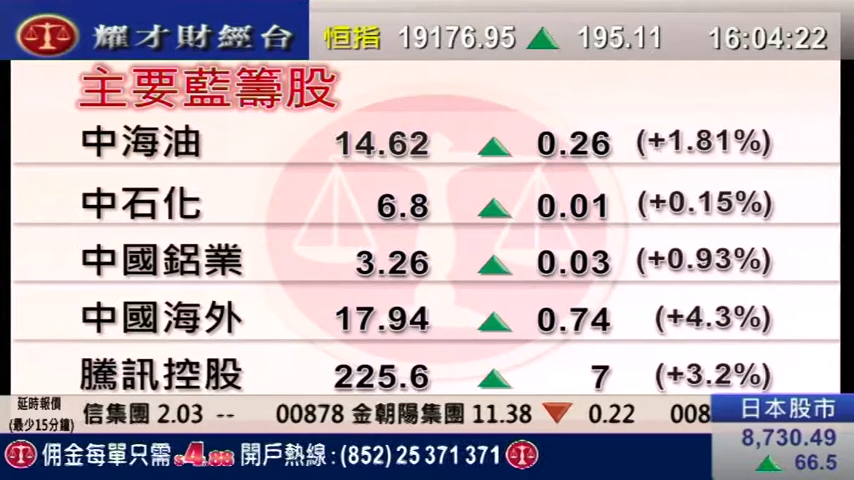 耀才財經台 恒指 19176.95 ▲ 195.11 16:04:22
主要藍籌股
中海油 14.62 ▲ 0.26 (+1.81%)
中石化 6.8 ▲ 0.01 (+0.15%)
中國鋁業 3.26 ▲ 0.03 (+0.93%)
中國海外 17.94 ▲ 0.74 (+4.3%)
騰訊控股 225.6 ▲ 7 (+3.2%)
延時報價
(最少15分鐘)
信集團 2.03 -- 00878 金朝陽集團 11.38 ▼ 0.22 008
日本股市
8,730.49
▲ 66.5
佣金每單只需 $4.88 開戶熱線:(852) 25 371 371